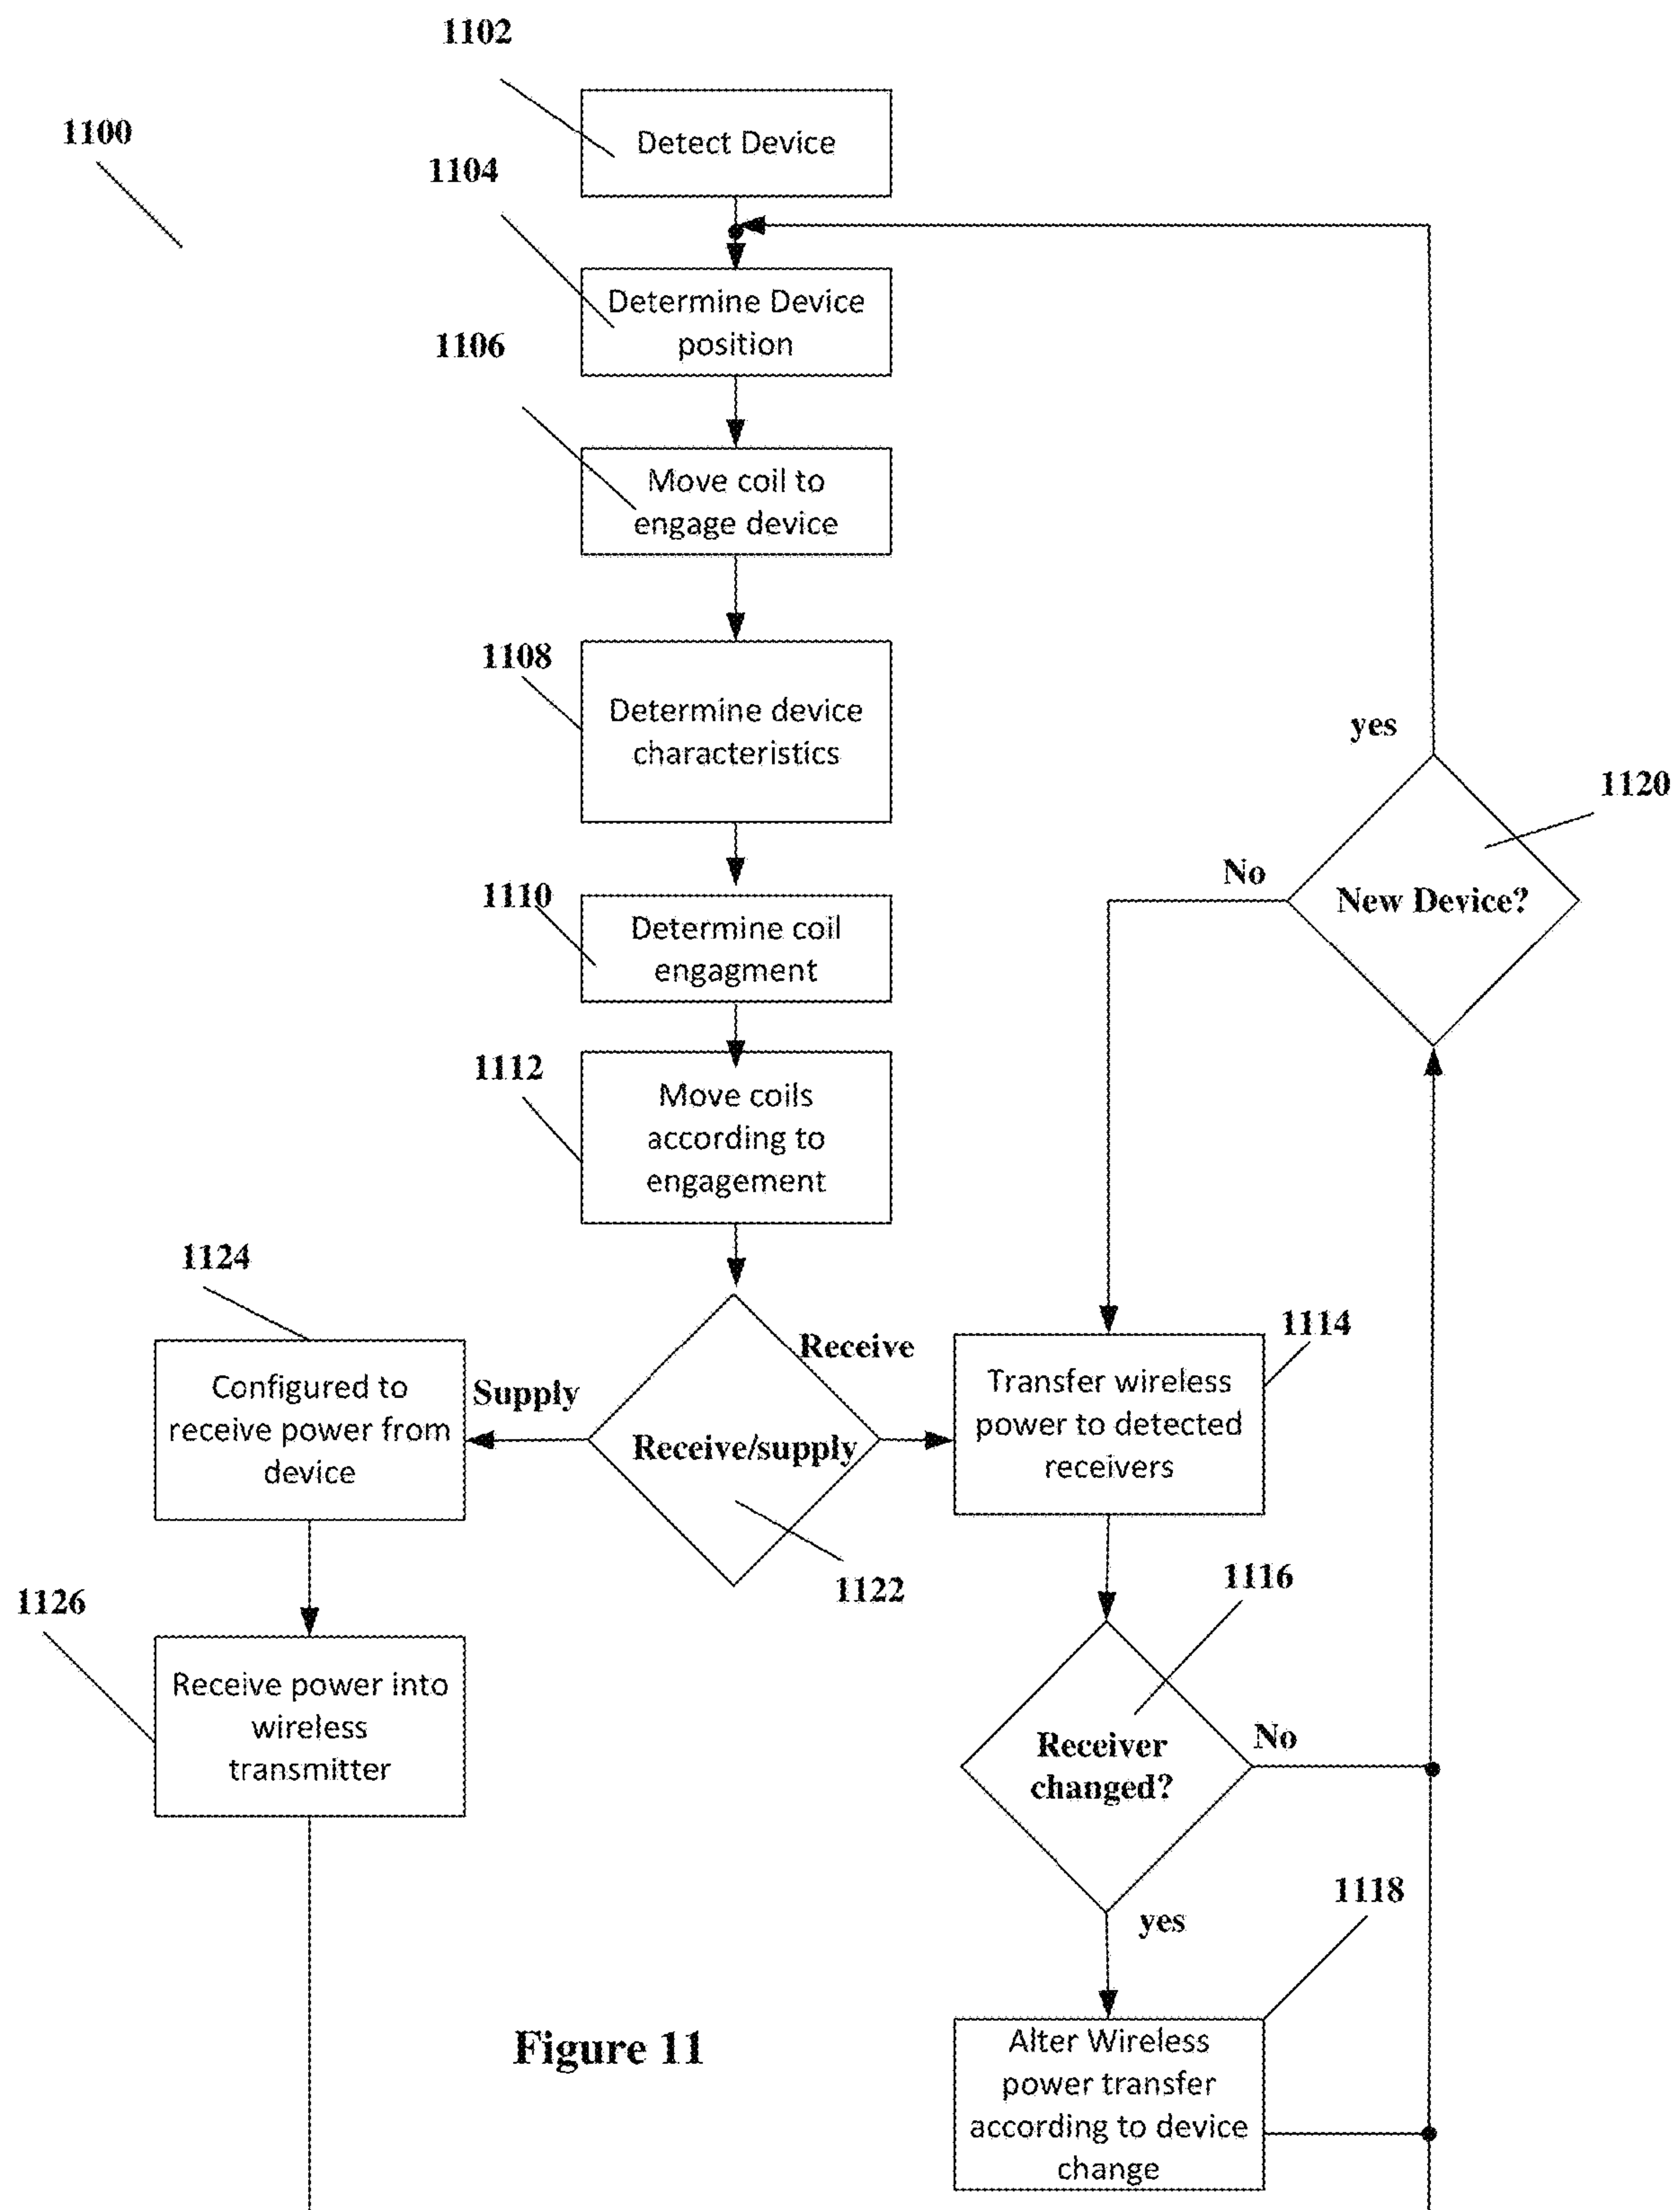 1102
1100
Detect Device
1104
Determine Device
position
1106
Move coil to
engage device
1108
Determine device
characteristics
yes
1120
No
New Device?
1110
Determine coil
engagment
1112
Move coils
according to
engagement
1124
Configured to
receive power from
device
Supply
Receive
Receive/supply
1122
1114
Transfer wireless
power to detected
receivers
1126
Receive power into
wireless
transmitter
1116
Receiver
changed?
No
yes
1118
Alter Wireless
power transfer
according to device
change
Figure 11